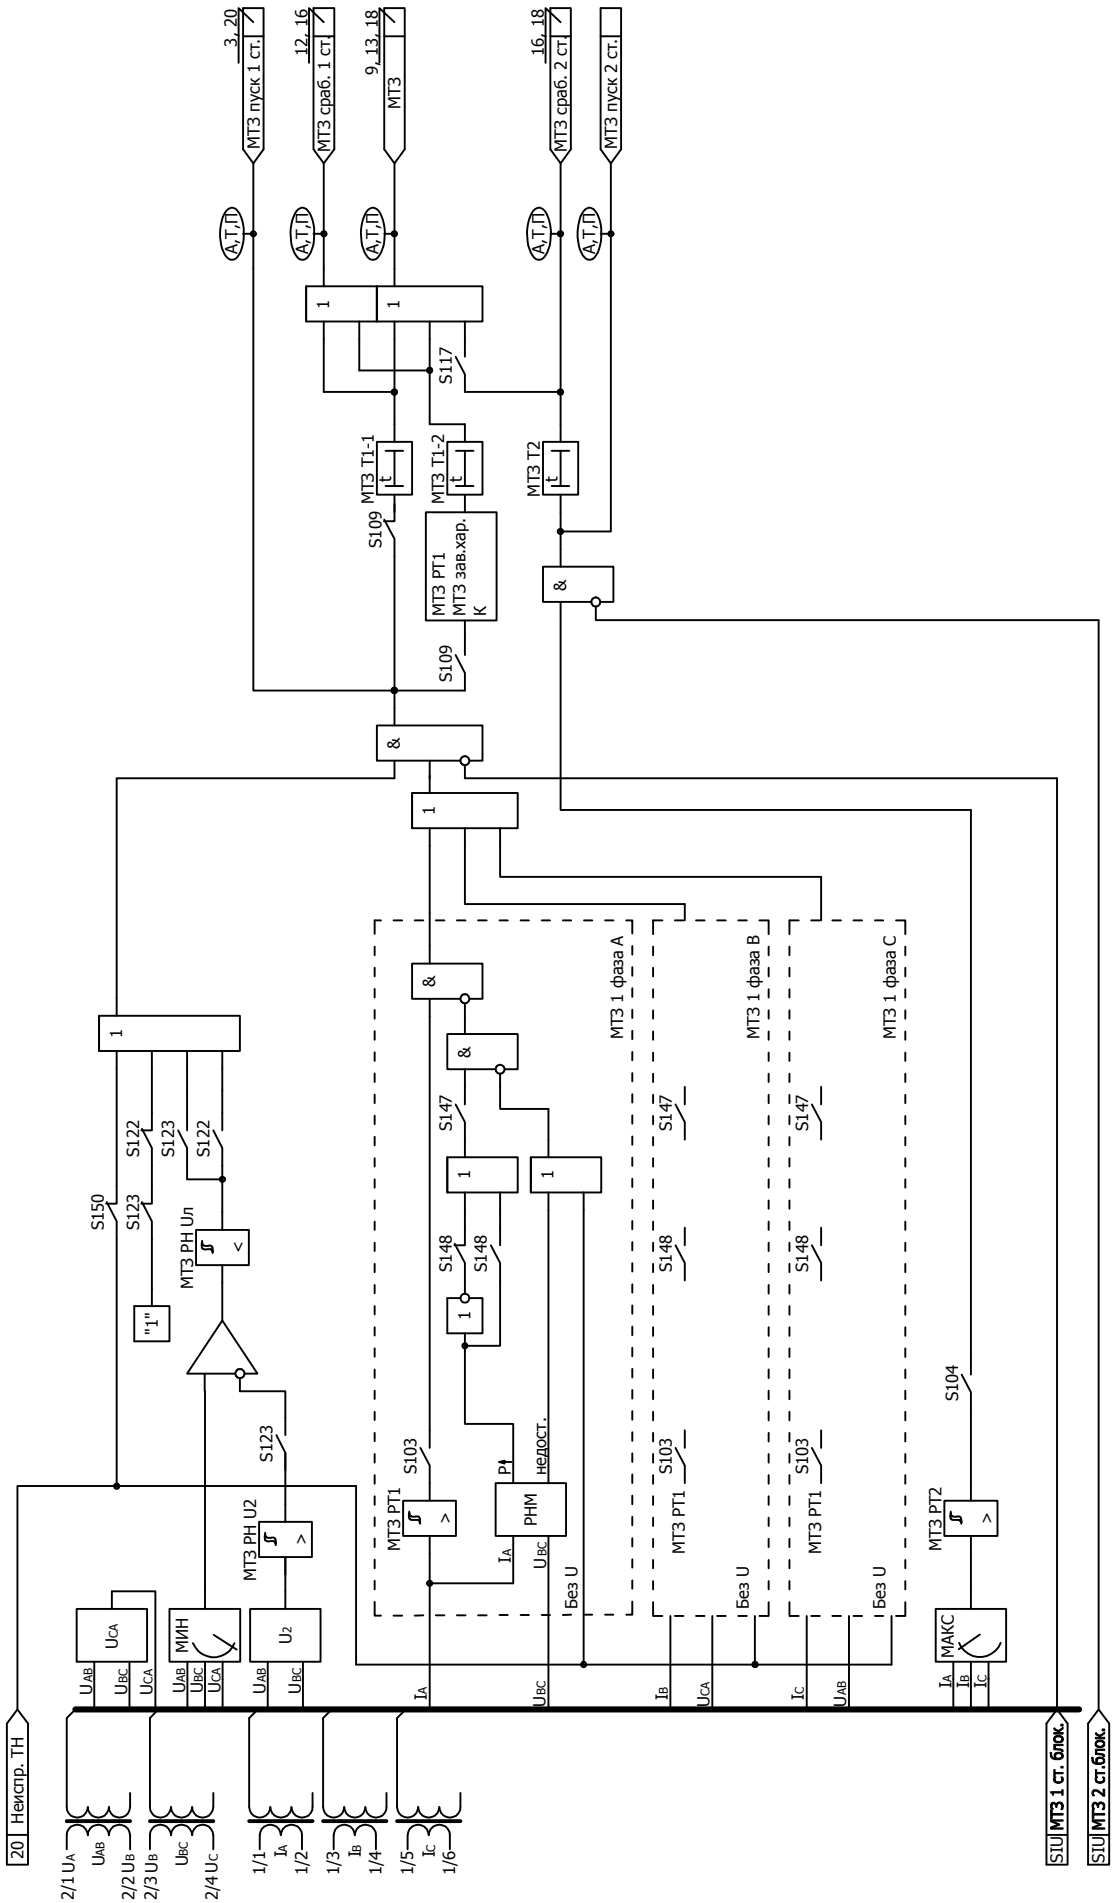 20 Неиспр. ТН
2/1 UA
UAB
2/2 UB
2/3 UB
UBC
2/4 UC
1/1
IA
1/2
1/3
IB
1/4
1/5
IC
1/6
SIU МТЗ 1 ст. блок.
SIU МТЗ 2 ст.блок.
UAB
UBC
UCA
UCA
UAB
UBC
UCA
МИН
UAB
UBC
U2
МТЗ РН U2
>
S123
"1"
МТЗ РН Uл
<
S150
S123
S122
S123
S122
1
IA
UBC
МТЗ РТ1
>
S103
IA
UBC
Без U
РНМ
P
недост.
1
S148
S148
1
1
S147
&
&
МТЗ 1 фаза A
IB
UCA
Без U
МТЗ РТ1
S103
S148
S147
МТЗ 1 фаза B
IC
UAB
Без U
МТЗ РТ1
S103
S148
S147
МТЗ 1 фаза C
IA
IB
IC
МАКС
МТЗ РТ2
>
S104
1
&
S109
S109
МТЗ РТ1
МТЗ зав.хар.
К
МТЗ Т1-1
t
МТЗ Т1-2
t
&
МТЗ Т2
t
S117
1
1
А,Т,П
А,Т,П
А,Т,П
А,Т,П
А,Т,П
МТЗ пуск 1 ст.
3, 20
МТЗ сраб. 1 ст.
12, 16
МТЗ
9, 13, 18
МТЗ сраб. 2 ст.
16, 18
МТЗ пуск 2 ст.